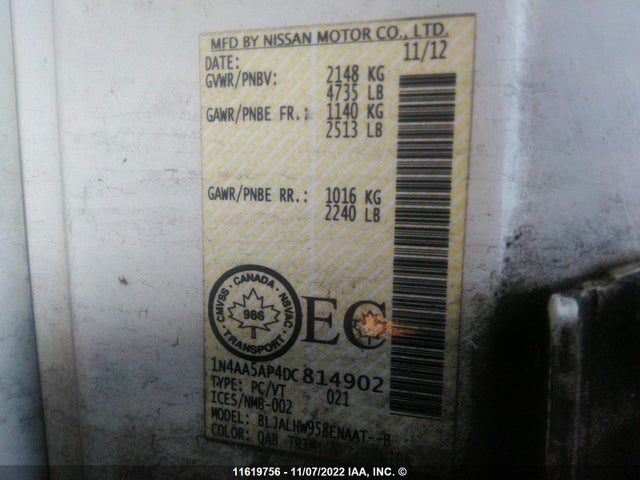 MFD BY NISSAN MOTOR CO., LTD.
DATE: 11/12
GVWR/PNBV: 2148 KG
4735 LB
GAWR/PNBE FR.: 1140 KG
2513 LB
GAWR/PNBE RR.: 1016 KG
2240 LB
CANADA
CMVSS NSVAC
986
TRANSPORT
EC
1N4AA5AP4DC814902
TYPE: PC/VT 021
ICES/NMB-002
MODEL: BLJALHW958ENAAT--B
COLOR: QAB TRIM:
11619756 - 11/07/2022 IAA, INC. ©